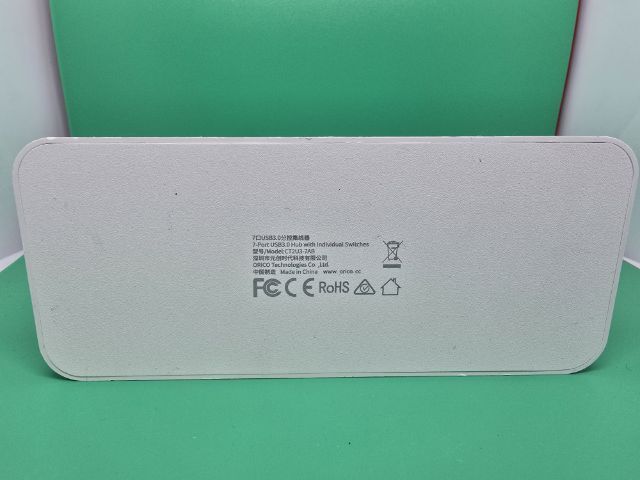 7口USB3.0分控集线器
7-Port USB3.0 Hub with Individual Switches
型号/Model: CT2U3-7AB
深圳市元创时代科技有限公司
ORICO Technologies Co.,Ltd.
中国制造 Made in China www.orico.cc
FC CE RoHS